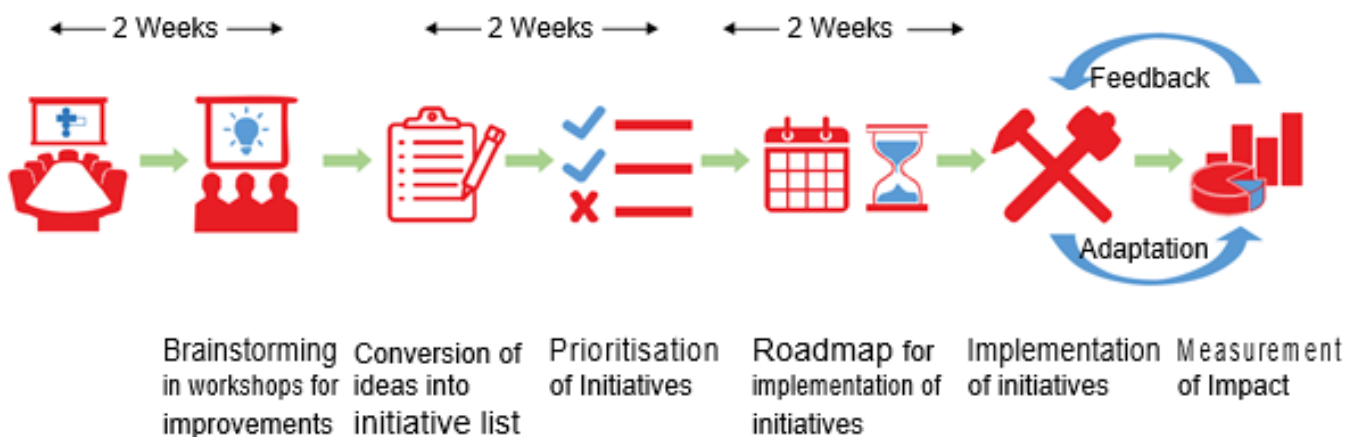 2 Weeks
2 Weeks
2 Weeks
Feedback
Adaptation
Brainstorming
in workshops for
improvements
Conversion of
ideas into
initiative list
Prioritisation
of Initiatives
Roadmap for
implementation of
initiatives
Implementation
of initiatives
Measurement
of Impact